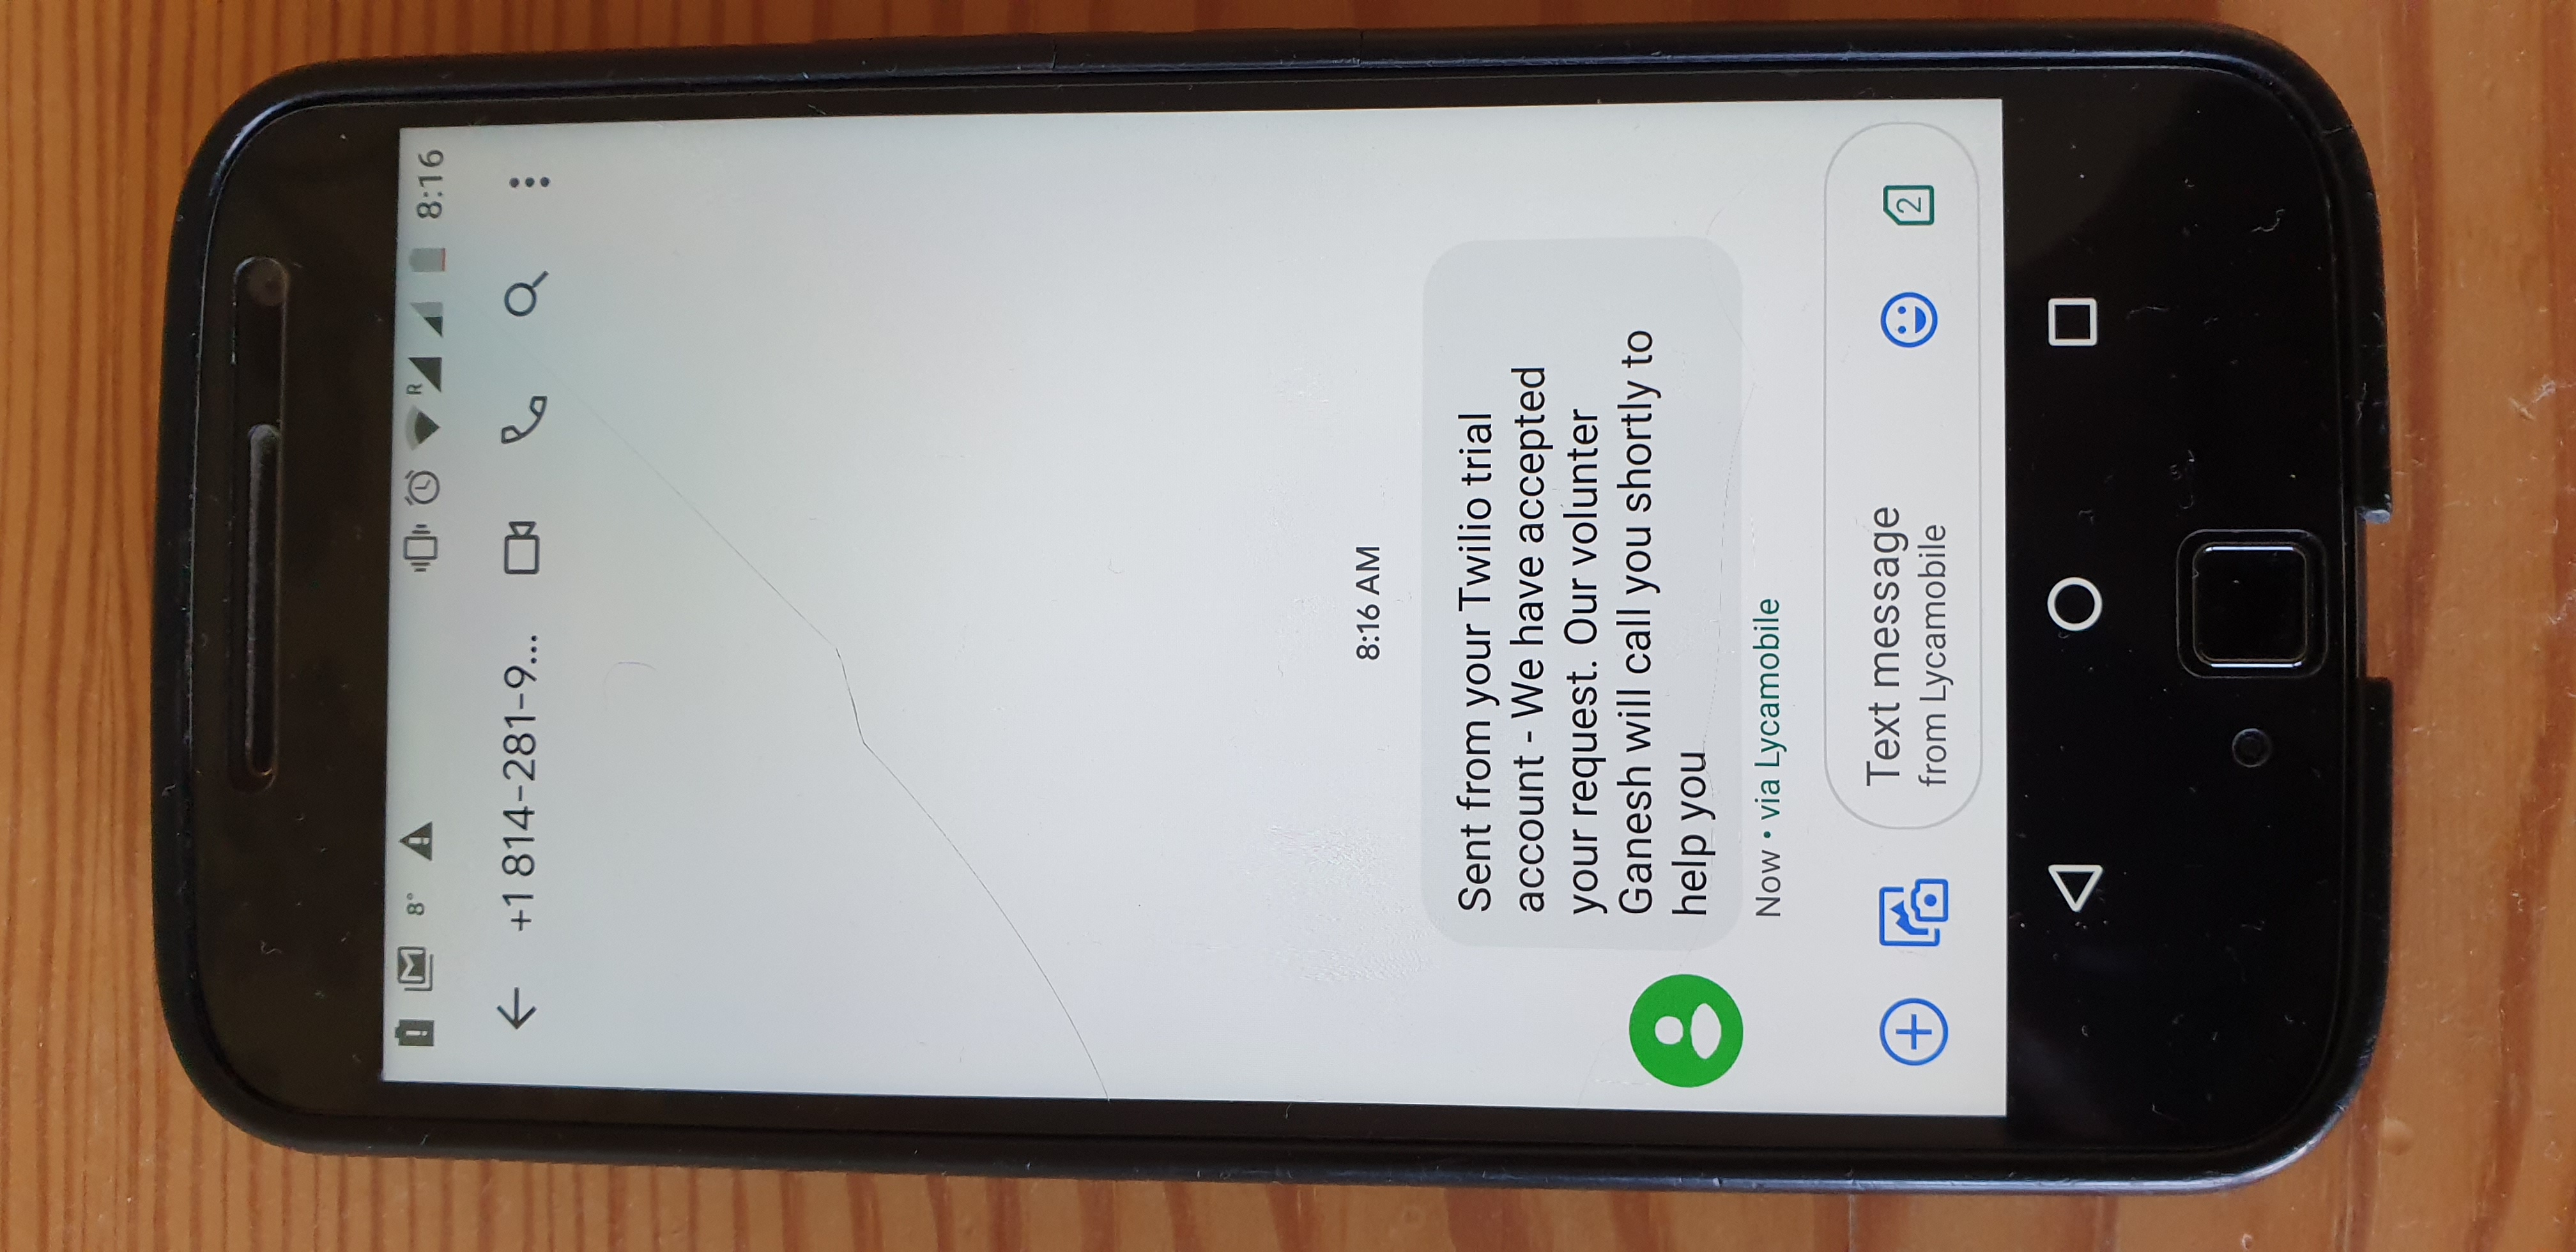 8° R 8:16
+1 814-281-9...
8:16 AM
Sent from your Twilio trial
account - We have accepted
your request. Our volunter
Ganesh will call you shortly to
help you
Now • via Lycamobile
Text message
from Lycamobile
2